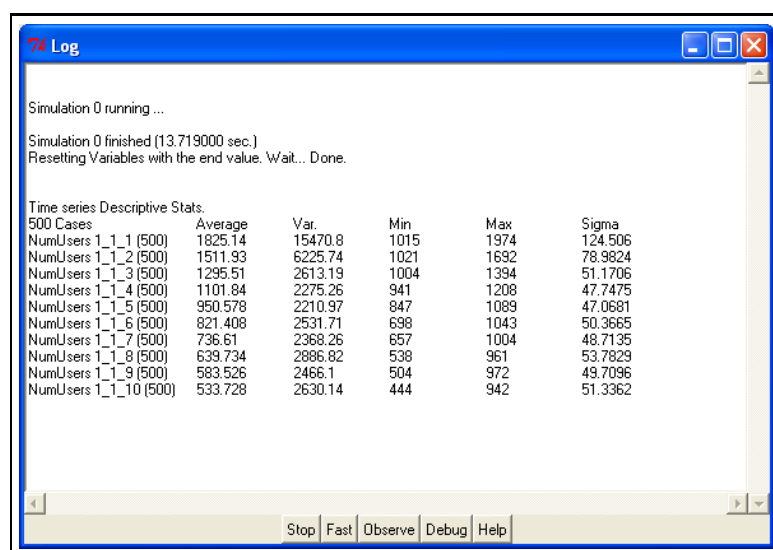 Log
Simulation 0 running ...
Simulation 0 finished (13.719000 sec.)
Resetting Variables with the end value. Wait... Done.
Time series Descriptive Stats.
500 Cases Average Var. Min Max Sigma
NumUsers 1_1_1 (500) 1825.14 15470.8 1015 1974 124.506
NumUsers 1_1_2 (500) 1511.93 6225.74 1021 1692 78.9824
NumUsers 1_1_3 (500) 1295.51 2613.19 1004 1394 51.1706
NumUsers 1_1_4 (500) 1101.84 2275.26 941 1208 47.7475
NumUsers 1_1_5 (500) 950.578 2210.97 847 1089 47.0681
NumUsers 1_1_6 (500) 821.408 2531.71 698 1043 50.3665
NumUsers 1_1_7 (500) 736.61 2368.26 657 1004 48.7135
NumUsers 1_1_8 (500) 639.734 2886.82 538 961 53.7829
NumUsers 1_1_9 (500) 583.526 2466.1 504 972 49.7096
NumUsers 1_1_10 (500) 533.728 2630.14 444 942 51.3362
Stop Fast Observe Debug Help